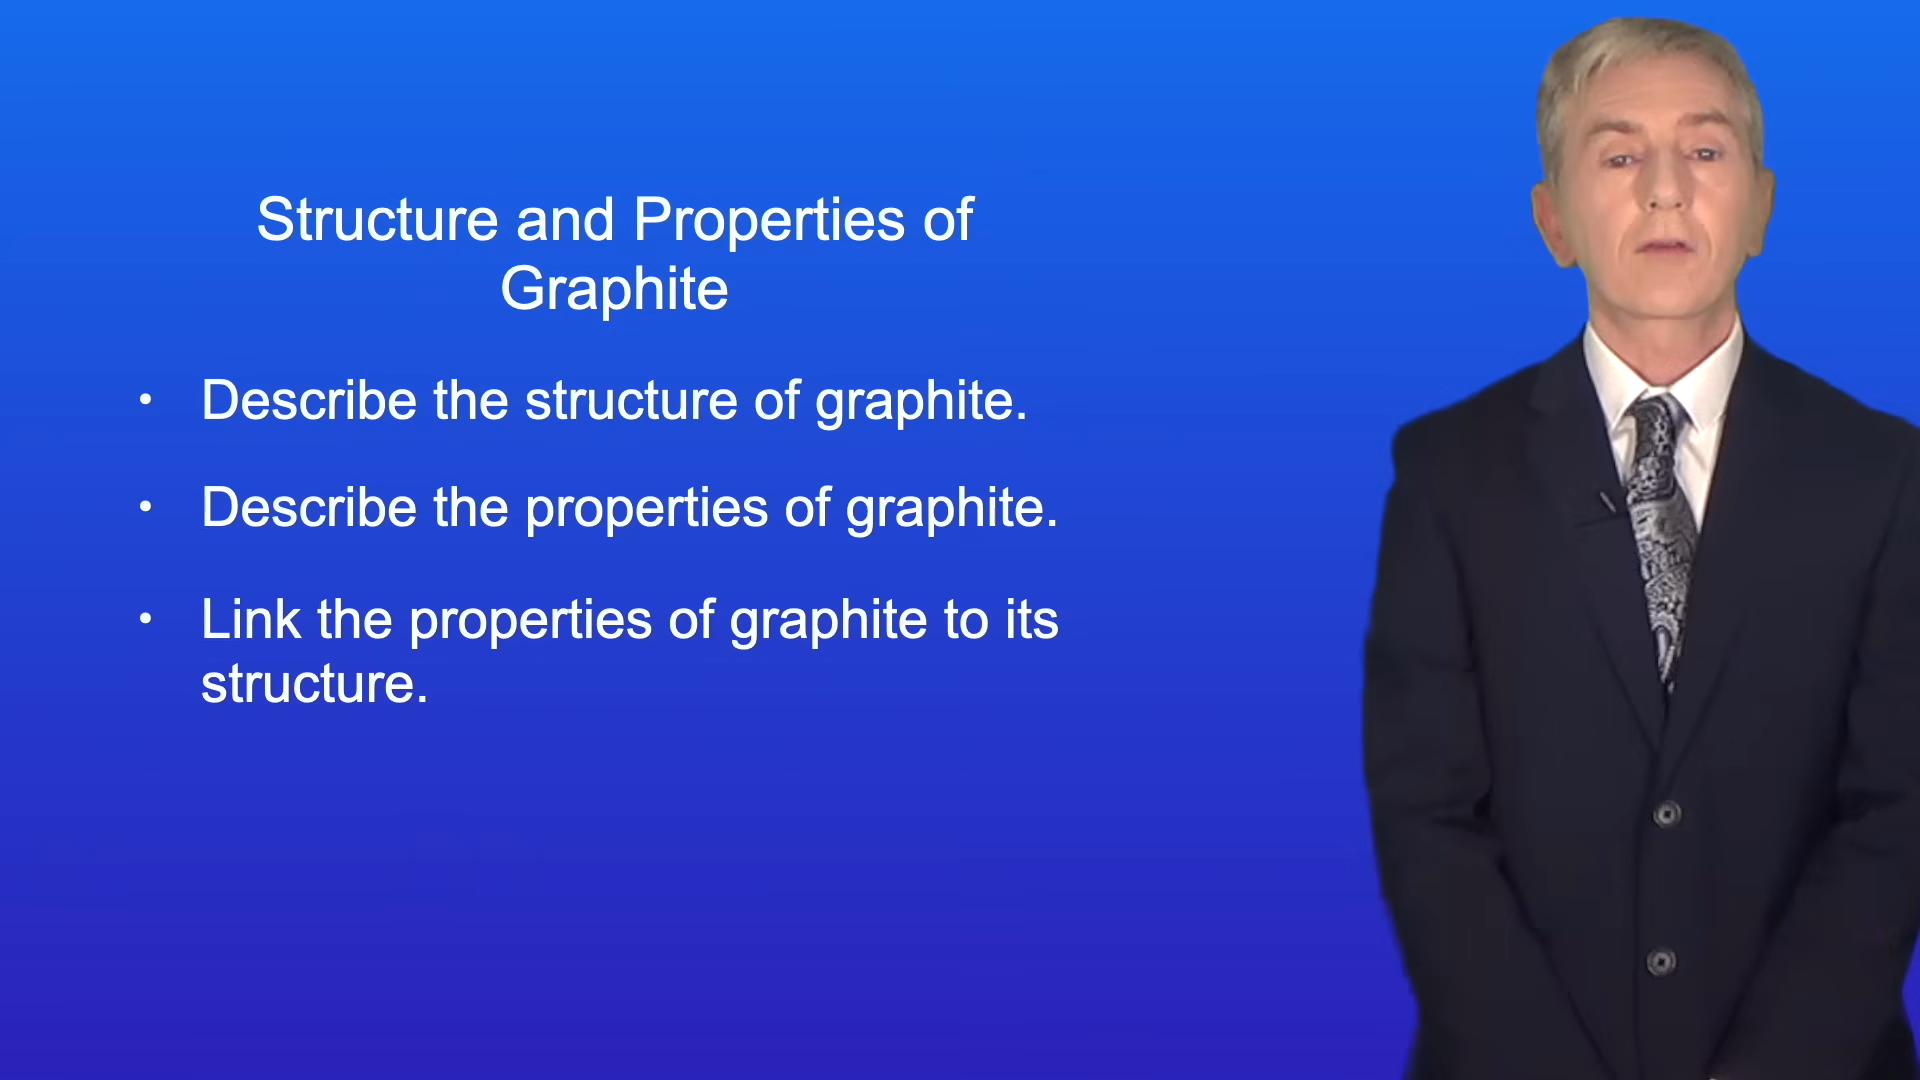 Structure and Properties of
Graphite
• Describe the structure of graphite.
• Describe the properties of graphite.
• Link the properties of graphite to its
structure.